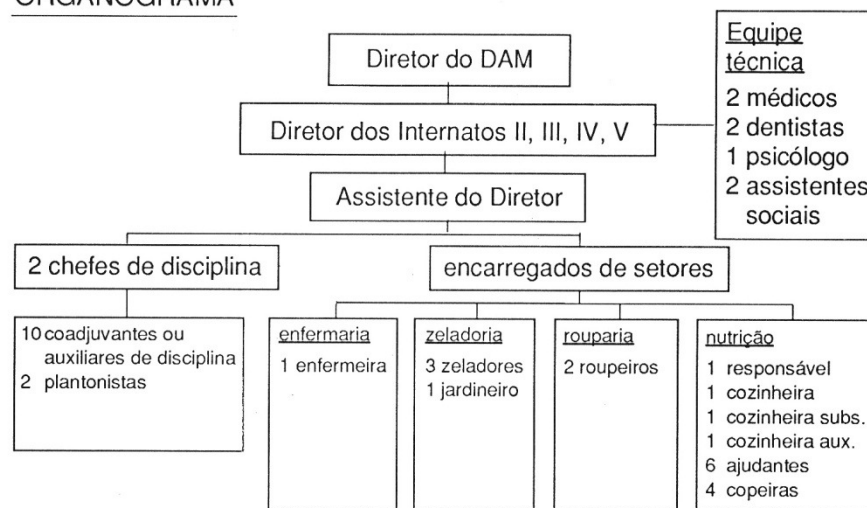 ORGANOGRAMA
Diretor do DAM
Diretor dos Internatos II, III, IV, V
Equipe
técnica
2 médicos
2 dentistas
1 psicólogo
2 assistentes
sociais
Assistente do Diretor
2 chefes de disciplina
encarregados de setores
10 coadjuvantes ou
auxiliares de disciplina
2 plantonistas
enfermaria
1 enfermeira
zeladoria
3 zeladores
1 jardineiro
rouparia
2 roupeiros
nutrição
1 responsável
1 cozinheira
1 cozinheira subs.
1 cozinheira aux.
6 ajudantes
4 copeiras